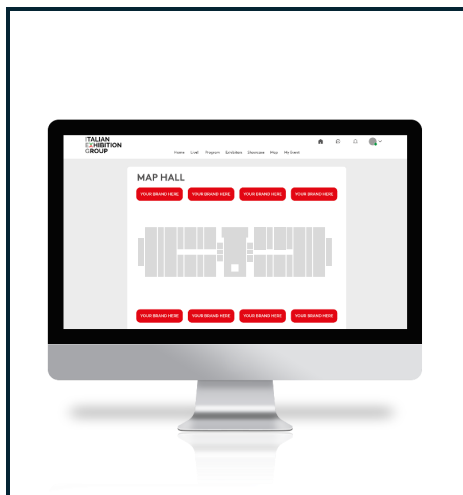 ITALIAN
EXHIBITION
GROUP
Home Live! Program Exhibitors Showcase Map My Event
MAP HALL
YOUR BRAND HERE YOUR BRAND HERE YOUR BRAND HERE YOUR BRAND HERE
YOUR BRAND HERE YOUR BRAND HERE YOUR BRAND HERE YOUR BRAND HERE